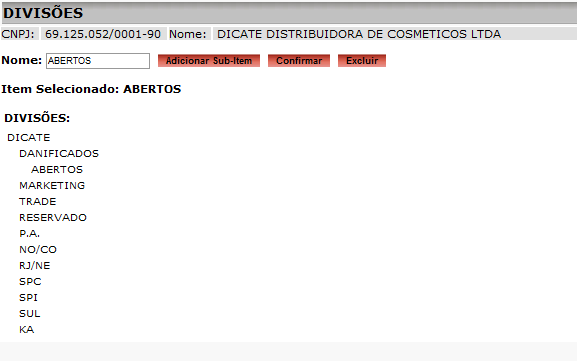 DIVISÕES
CNPJ: 69.125.052/0001-90 Nome: DICATE DISTRIBUIDORA DE COSMETICOS LTDA
Nome: ABERTOS Adicionar Sub-Item Confirmar Excluir
Item Selecionado: ABERTOS
DIVISÕES:
DICATE
DANIFICADOS
ABERTOS
MARKETING
TRADE
RESERVADO
P.A.
NO/CO
RJ/NE
SPC
SPI
SUL
KA